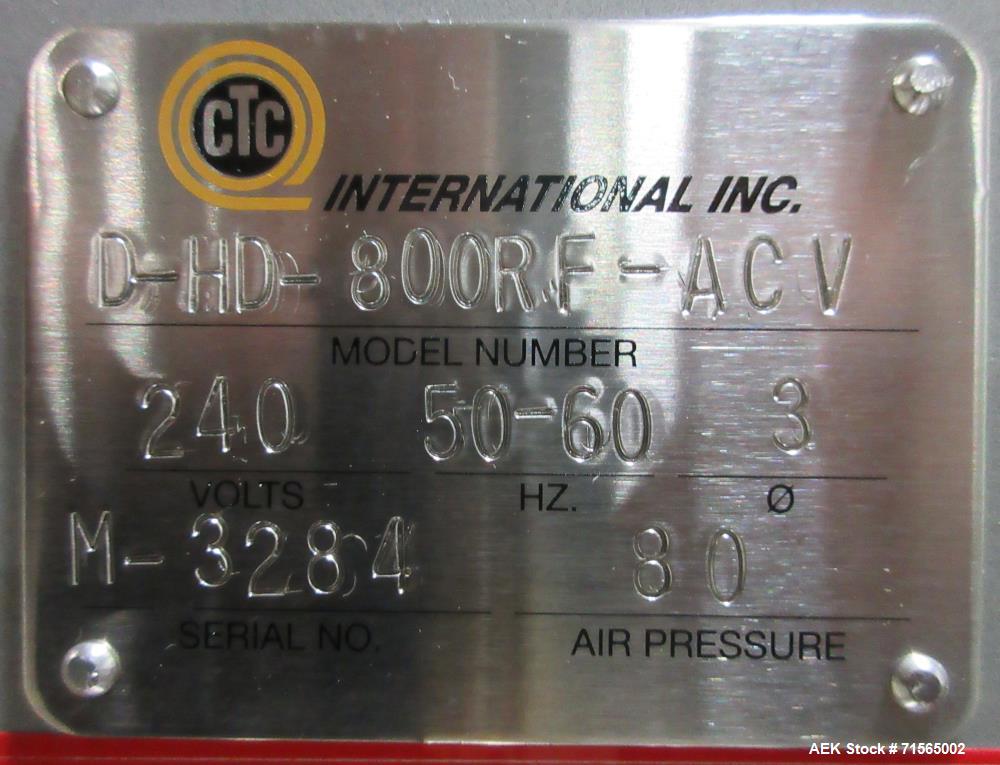 CTC
INTERNATIONAL INC.
D-HD-800RF-ACV
MODEL NUMBER
240 50-60 3
VOLTS HZ. Ø
M-3284 80
SERIAL NO. AIR PRESSURE
AEK Stock #71565002